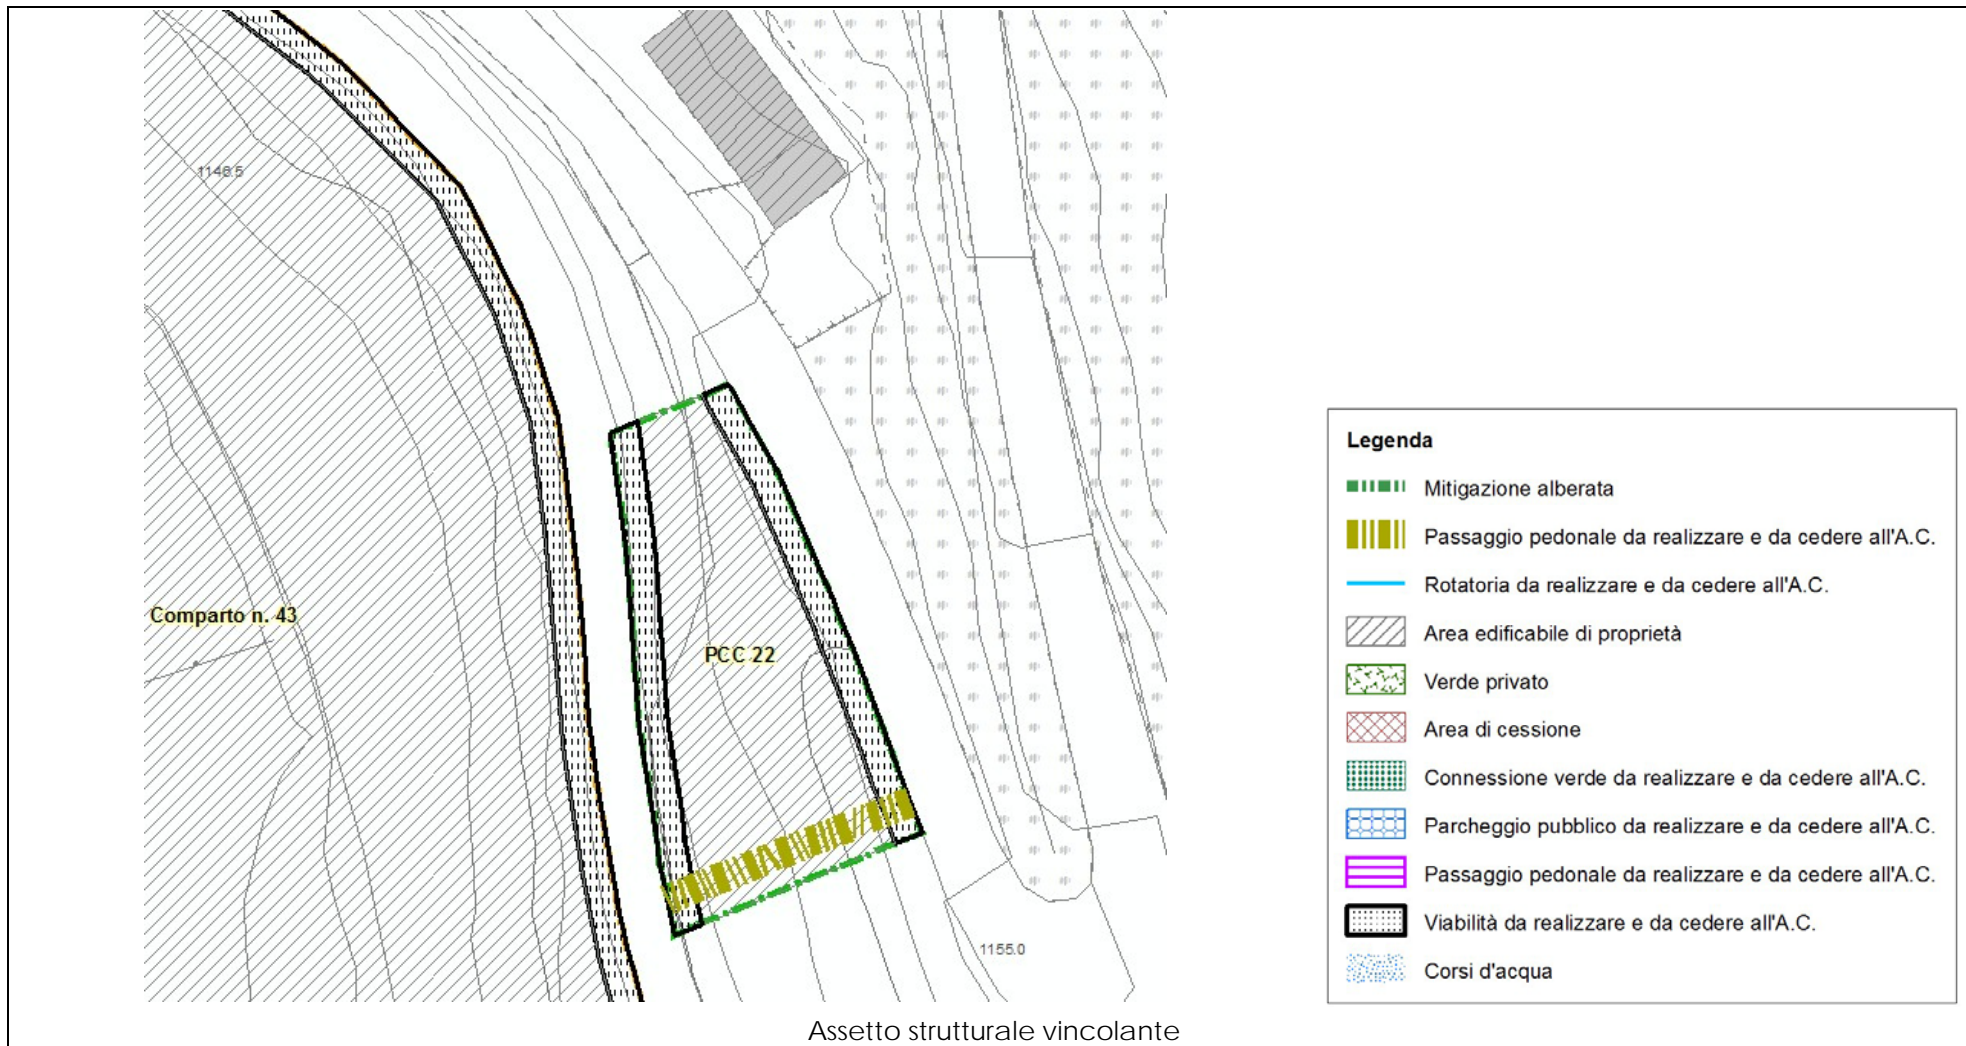 1146.5
Comparto n. 43
PCC 22
1155.0
Legenda
Mitigazione alberata
Passaggio pedonale da realizzare e da cedere all'A.C.
Rotatoria da realizzare e da cedere all'A.C.
Area edificabile di proprietà
Verde privato
Area di cessione
Connessione verde da realizzare e da cedere all'A.C.
Parcheggio pubblico da realizzare e da cedere all'A.C.
Passaggio pedonale da realizzare e da cedere all'A.C.
Viabilità da realizzare e da cedere all'A.C.
Corsi d'acqua
Assetto strutturale vincolante